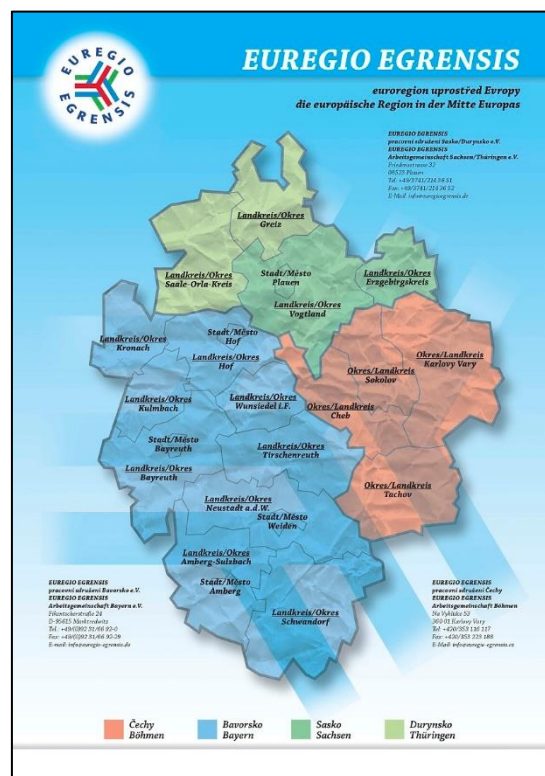 EUREGIO EGRENSIS
EUREGIO EGRENSIS
euroregion uprostřed Evropy
die europäische Region in der Mitte Europas
EUREGIO EGRENSIS
pracovní sdružení Sasko/Durynsko e.V.
EUREGIO EGRENSIS
Arbeitsgemeinschaft Sachsen/Thüringen e.V.
Landkreis/Okres
Greiz
Landkreis/Okres
Saale-Orla-Kreis
Stadt/Město
Plauen
Landkreis/Okres
Erzgebirgskreis
Landkreis/Okres
Vogtland
Landkreis/Okres
Kronach
Stadt/Město
Hof
Landkreis/Okres
Hof
Okres/Landkreis
Karlovy Vary
Okres/Landkreis
Sokolov
Landkreis/Okres
Kulmbach
Landkreis/Okres
Wunsiedel i.F.
Okres/Landkreis
Cheb
Stadt/Město
Bayreuth
Landkreis/Okres
Tirschenreuth
Landkreis/Okres
Bayreuth
Okres/Landkreis
Tachov
Landkreis/Okres
Neustadt a.d.W.
Stadt/Město
Weiden
Landkreis/Okres
Amberg-Sulzbach
Stadt/Město
Amberg
Landkreis/Okres
Schwandorf
EUREGIO EGRENSIS
pracovní sdružení Bavorsko e.V.
EUREGIO EGRENSIS
Arbeitsgemeinschaft Bayern e.V.
EUREGIO EGRENSIS
pracovní sdružení Čechy
EUREGIO EGRENSIS
Arbeitsgemeinschaft Böhmen
Čechy
Böhmen
Bavorsko
Bayern
Sasko
Sachsen
Durynsko
Thüringen